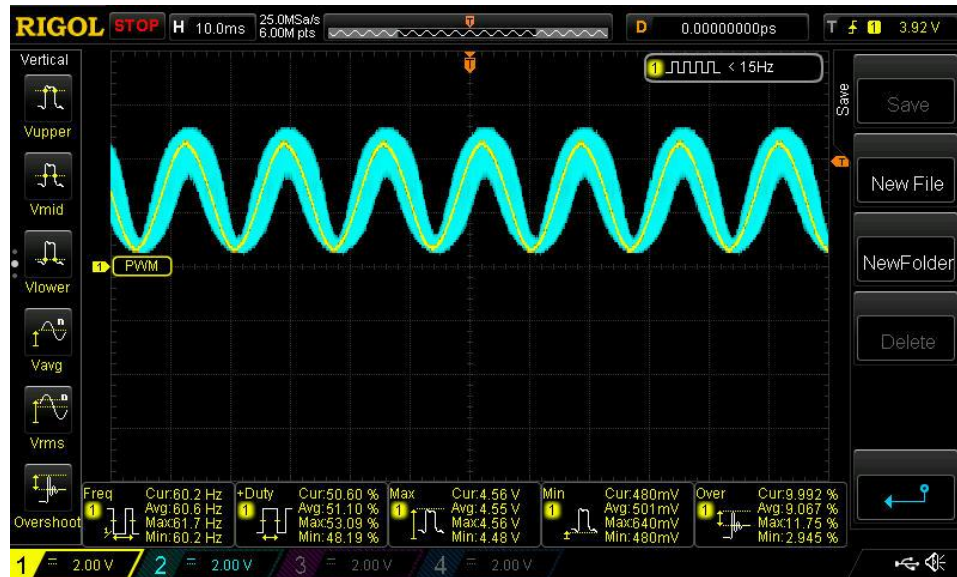 RIGOL STOP H 10.0ms 25.0MSa/s 6.00M pts D 0.00000000ps T 1 3.92 V
Vertical
Vupper
Vmid
Vlower
Vavg
Vrms
Overshoot
T
1 < 15Hz
T
1 PWM
Save
Save
New File
NewFolder
Delete
Freq 1 Cur:60.2 Hz
Avg:60.6 Hz
Max:61.7 Hz
Min:60.2 Hz
+Duty 1 Cur:50.60 %
Avg:51.10 %
Max:53.09 %
Min:48.19 %
Max 1 Cur:4.56 V
Avg:4.55 V
Max:4.56 V
Min:4.48 V
Min 1 Cur:480mV
Avg:501mV
Max:640mV
Min:480mV
Over 1 Cur:9.992 %
Avg:9.067 %
Max:11.75 %
Min:2.945 %
1 = 2.00 V 2 = 2.00 V 3 = 2.00 V 4 = 2.00 V